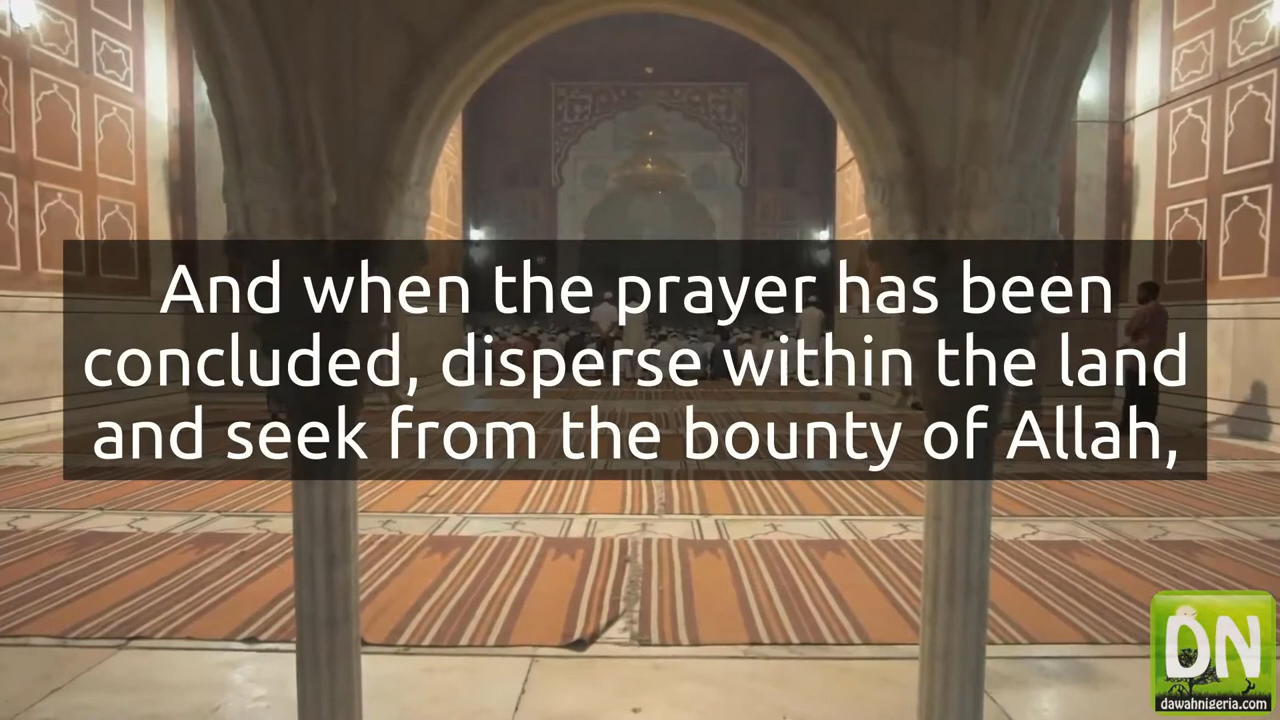 And when the prayer has been
concluded, disperse within the land
and seek from the bounty of Allah,
DN
dawahnigeria.com